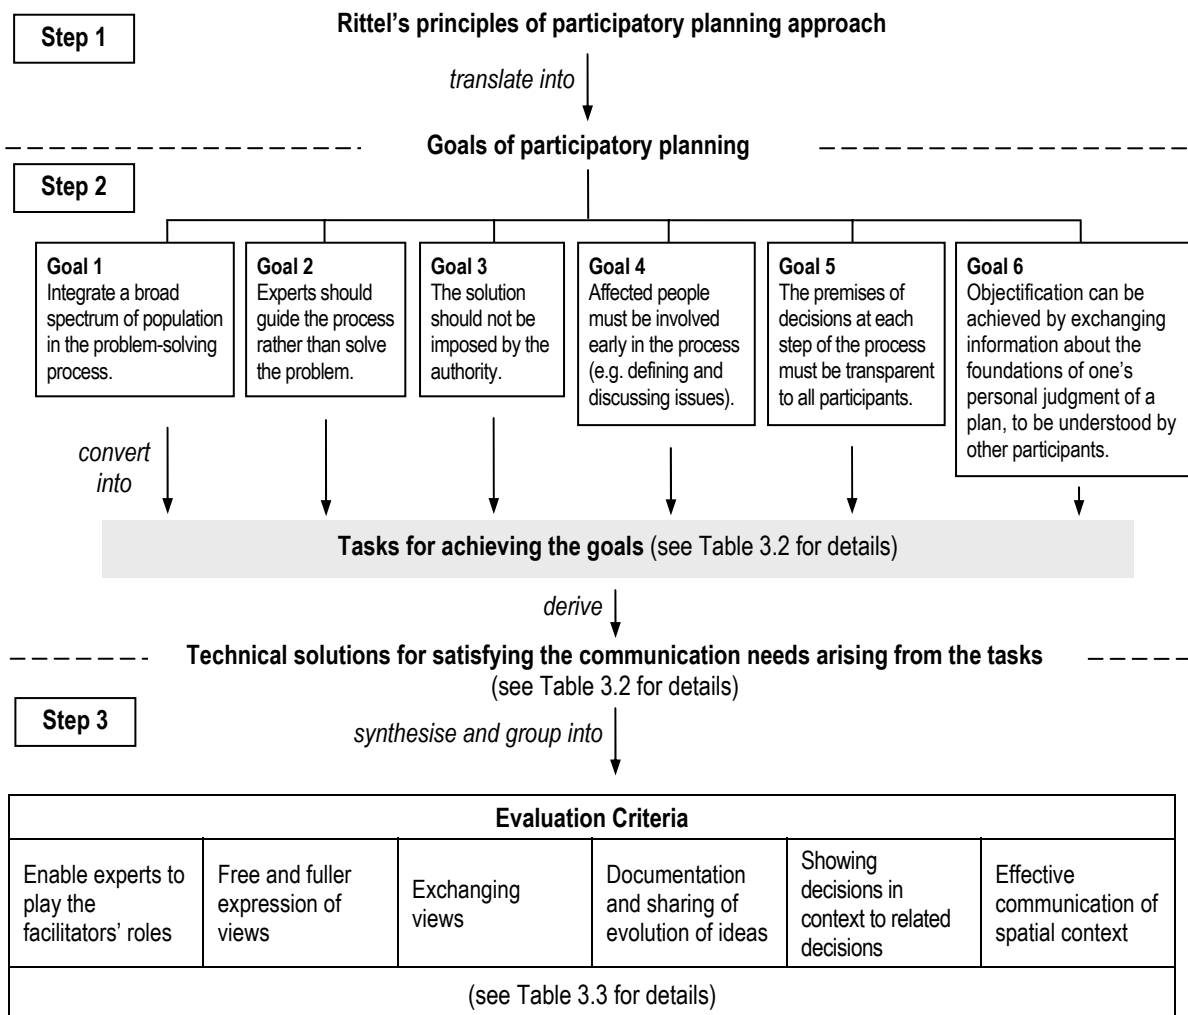 Step 1
Rittel’s principles of participatory planning approach
translate into
Goals of participatory planning
Step 2
Goal 1
Integrate a broad
spectrum of population
in the problem-solving
process.
Goal 2
Experts should
guide the process
rather than solve
the problem.
Goal 3
The solution
should not be
imposed by the
authority.
Goal 4
Affected people
must be involved
early in the process
(e.g. defining and
discussing issues).
Goal 5
The premises of
decisions at each
step of the process
must be transparent
to all participants.
Goal 6
Objectification can be
achieved by exchanging
information about the
foundations of one’s
personal judgment of a
plan, to be understood by
other participants.
convert
into
Tasks for achieving the goals (see Table 3.2 for details)
derive
Technical solutions for satisfying the communication needs arising from the tasks
(see Table 3.2 for details)
Step 3
synthesise and group into
Evaluation Criteria
Enable experts to
play the
facilitators’ roles
Free and fuller
expression of
views
Exchanging
views
Documentation
and sharing of
evolution of ideas
Showing
decisions in
context to related
decisions
Effective
communication of
spatial context
(see Table 3.3 for details)